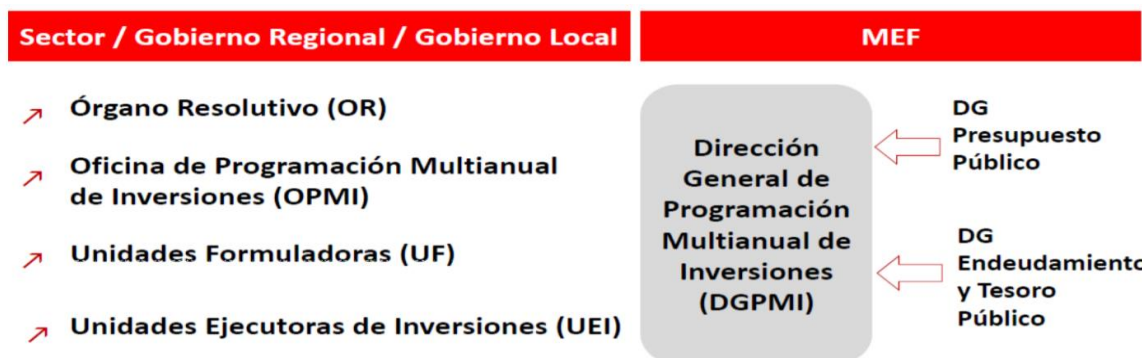 Sector / Gobierno Regional / Gobierno Local
Órgano Resolutivo (OR)
Oficina de Programación Multianual
de Inversiones (OPMI)
Unidades Formuladoras (UF)
Unidades Ejecutoras de Inversiones (UEI)
MEF
Dirección
General de
Programación
Multianual de
Inversiones
(DGPMI)
DG
Presupuesto
Público
DG
Endeudamiento
y Tesoro
Público